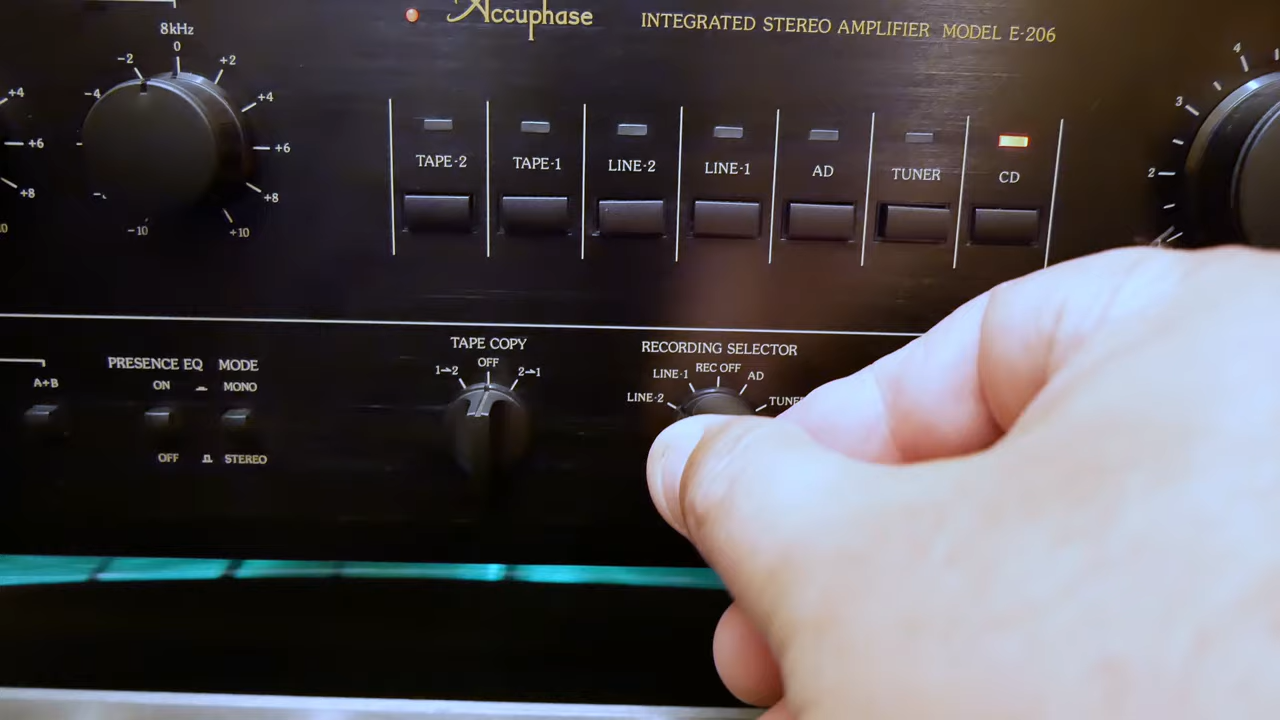 Accuphase
INTEGRATED STEREO AMPLIFIER MODEL E-206
8kHz
0
-2 +2
-4 +4
+6
+8
-10 +10
+4
+6
+8
TAPE-2 TAPE-1 LINE-2 LINE-1 AD TUNER CD
4
3
2
A+B
PRESENCE EQ MODE
ON MONO
OFF STEREO
TAPE COPY
OFF
1→2 2→1
RECORDING SELECTOR
REC OFF
LINE-1 AD
LINE-2 TUNER